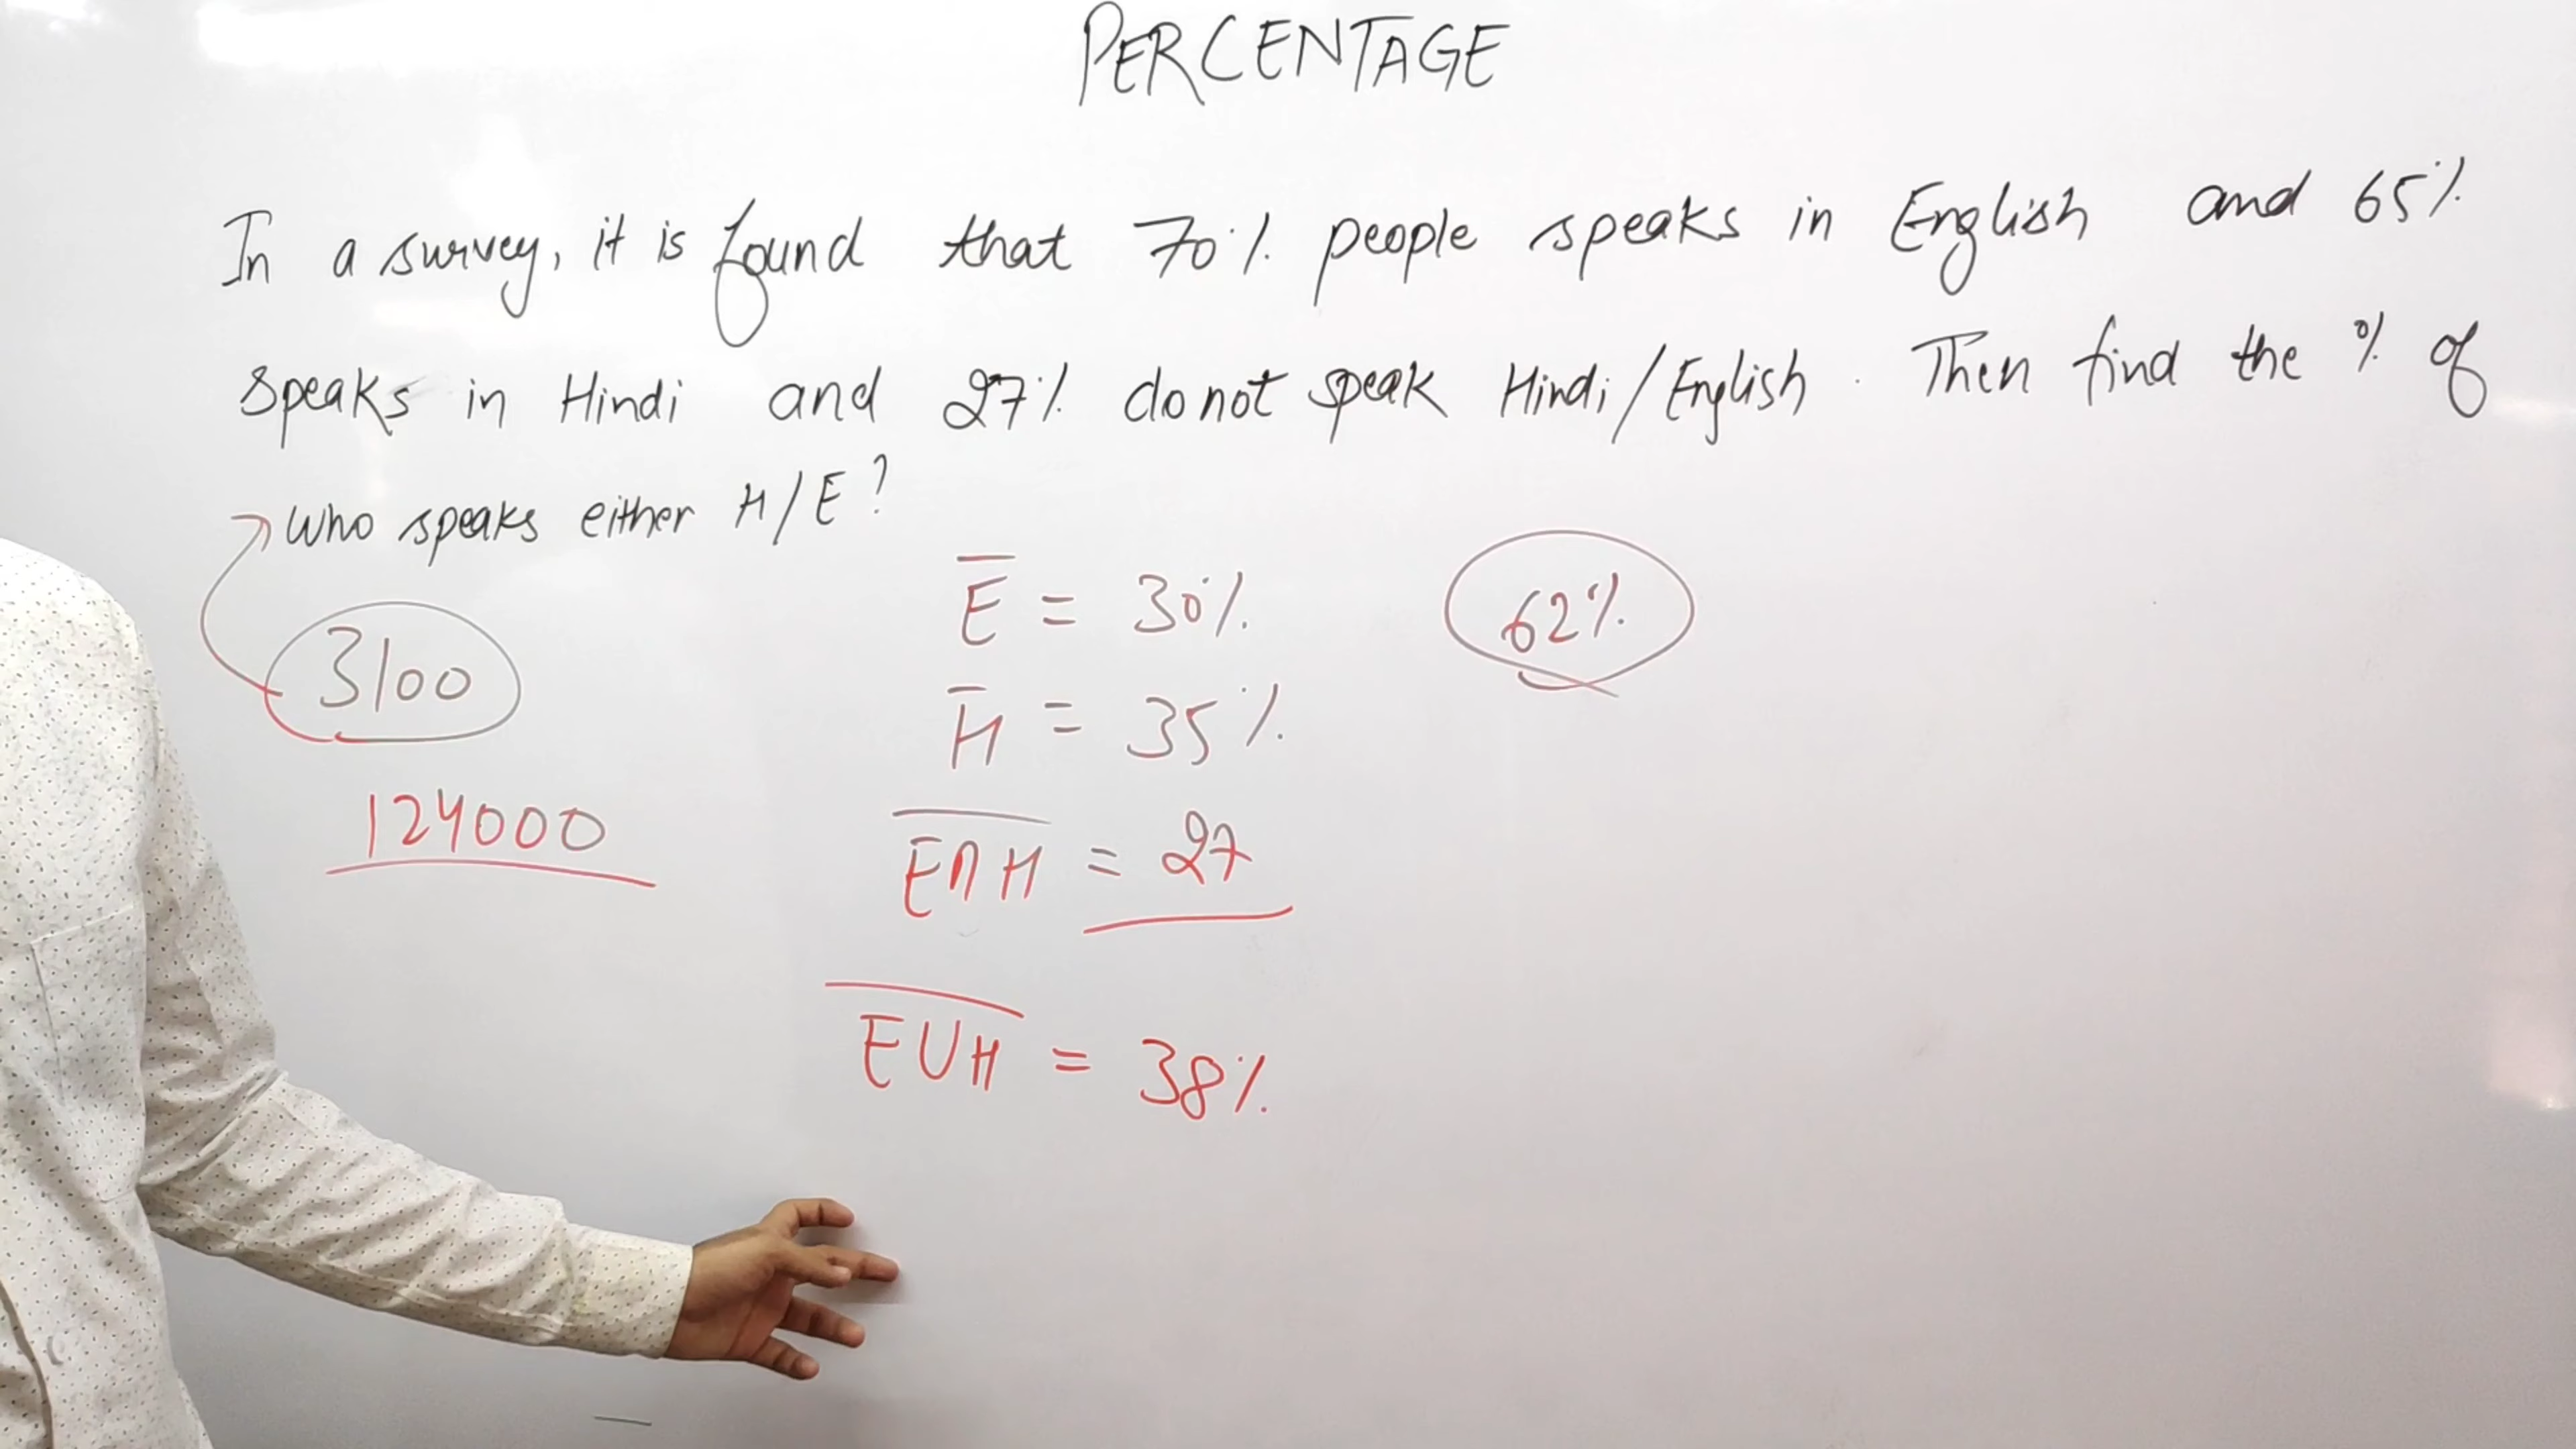 PERCENTAGE
In a survey, it is found that 70% people speaks in English and 65%
speaks in Hindi and 27% do not speak Hindi/English. Then find the % of
who speaks either H/E?
E̅ = 30%
62%
3100
H̅ = 35%
124000
E̅∩̅H̅ = 27
E̅U̅H̅ = 38%